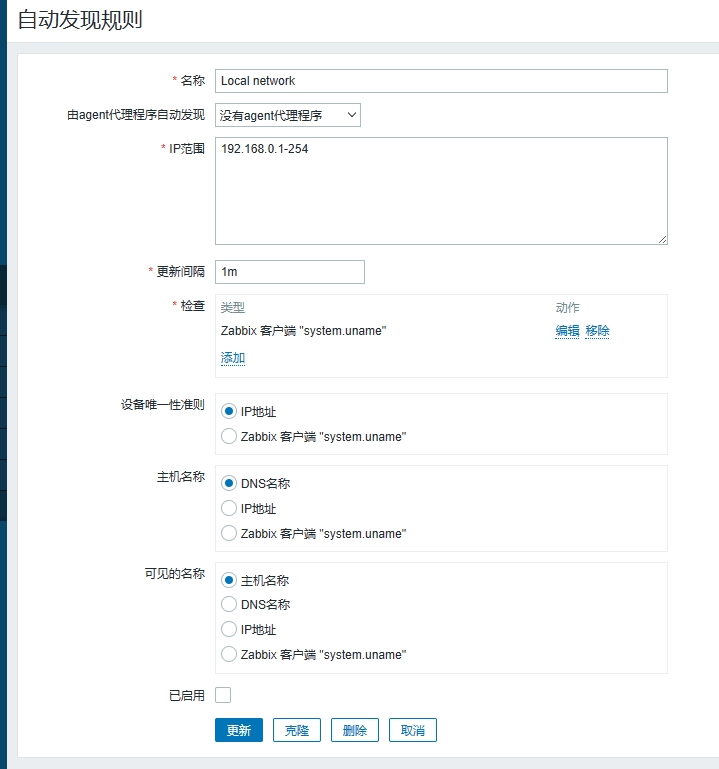 自动发现规则
* 名称 Local network
由agent代理程序自动发现 没有agent代理程序
* IP范围 192.168.0.1-254
* 更新间隔 1m
* 检查 类型 动作
Zabbix 客户端 "system.uname" 编辑 移除
添加
设备唯一性准则 IP地址
Zabbix 客户端 "system.uname"
主机名称 DNS名称
IP地址
Zabbix 客户端 "system.uname"
可见的名称 主机名称
DNS名称
IP地址
Zabbix 客户端 "system.uname"
已启用
更新 克隆 删除 取消